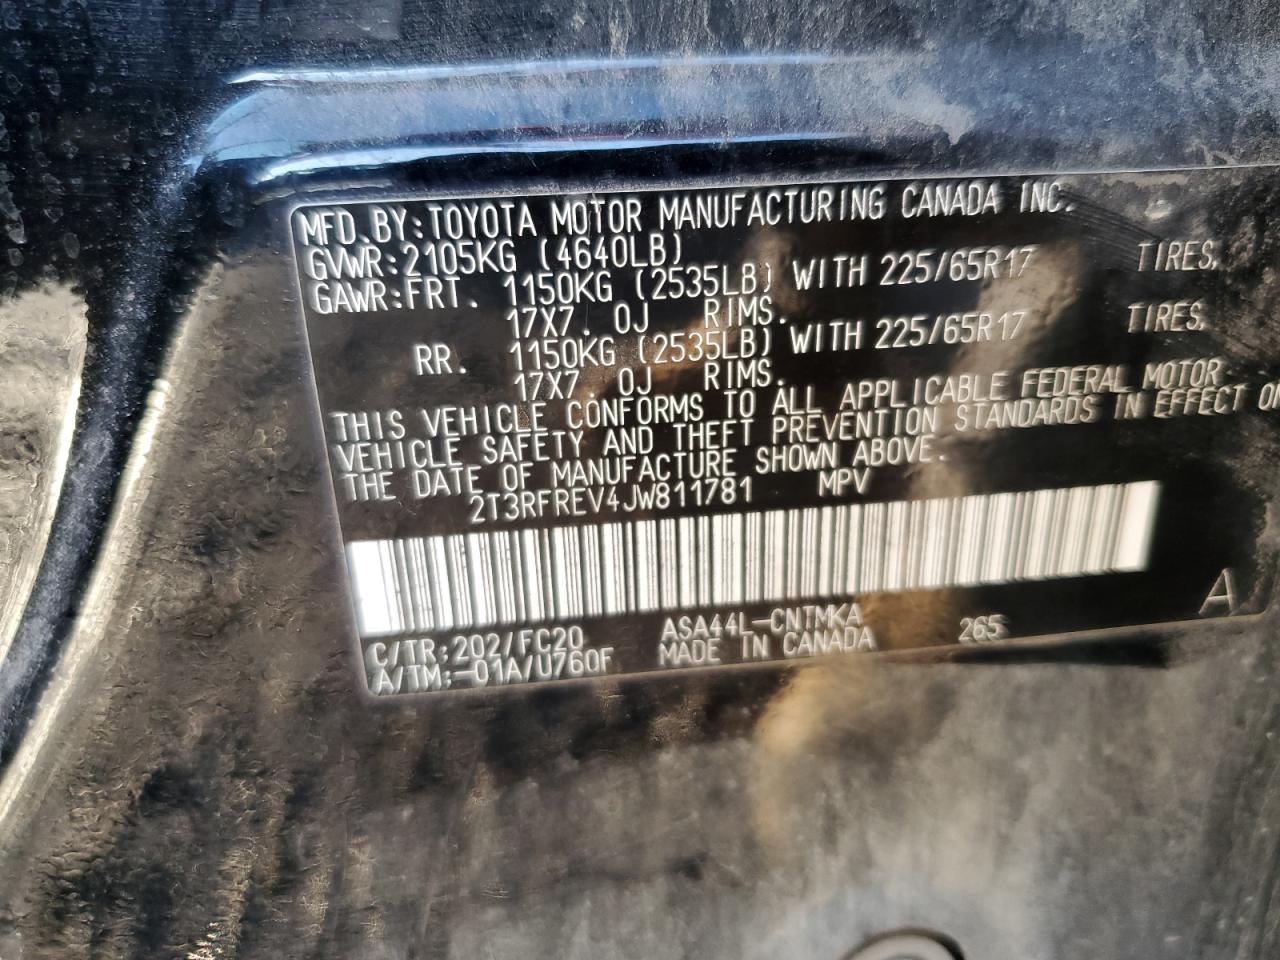 MFD.BY:TOYOTA MOTOR MANUFACTURING CANADA INC.
GVWR:2105KG (4640LB)
GAWR:FRT. 1150KG (2535LB) WITH 225/65R17 TIRES,
17X7.0J RIMS.
RR. 1150KG (2535LB) WITH 225/65R17 TIRES,
17X7.0J RIMS.
THIS VEHICLE CONFORMS TO ALL APPLICABLE FEDERAL MOTOR
VEHICLE SAFETY AND THEFT PREVENTION STANDARDS IN EFFECT ON
THE DATE OF MANUFACTURE SHOWN ABOVE.
2T3RFREV4JW811781 MPV
C/TR:202/FC20 ASA44L-CNTMKA 265 A
A/TM:-01A/U760F MADE IN CANADA